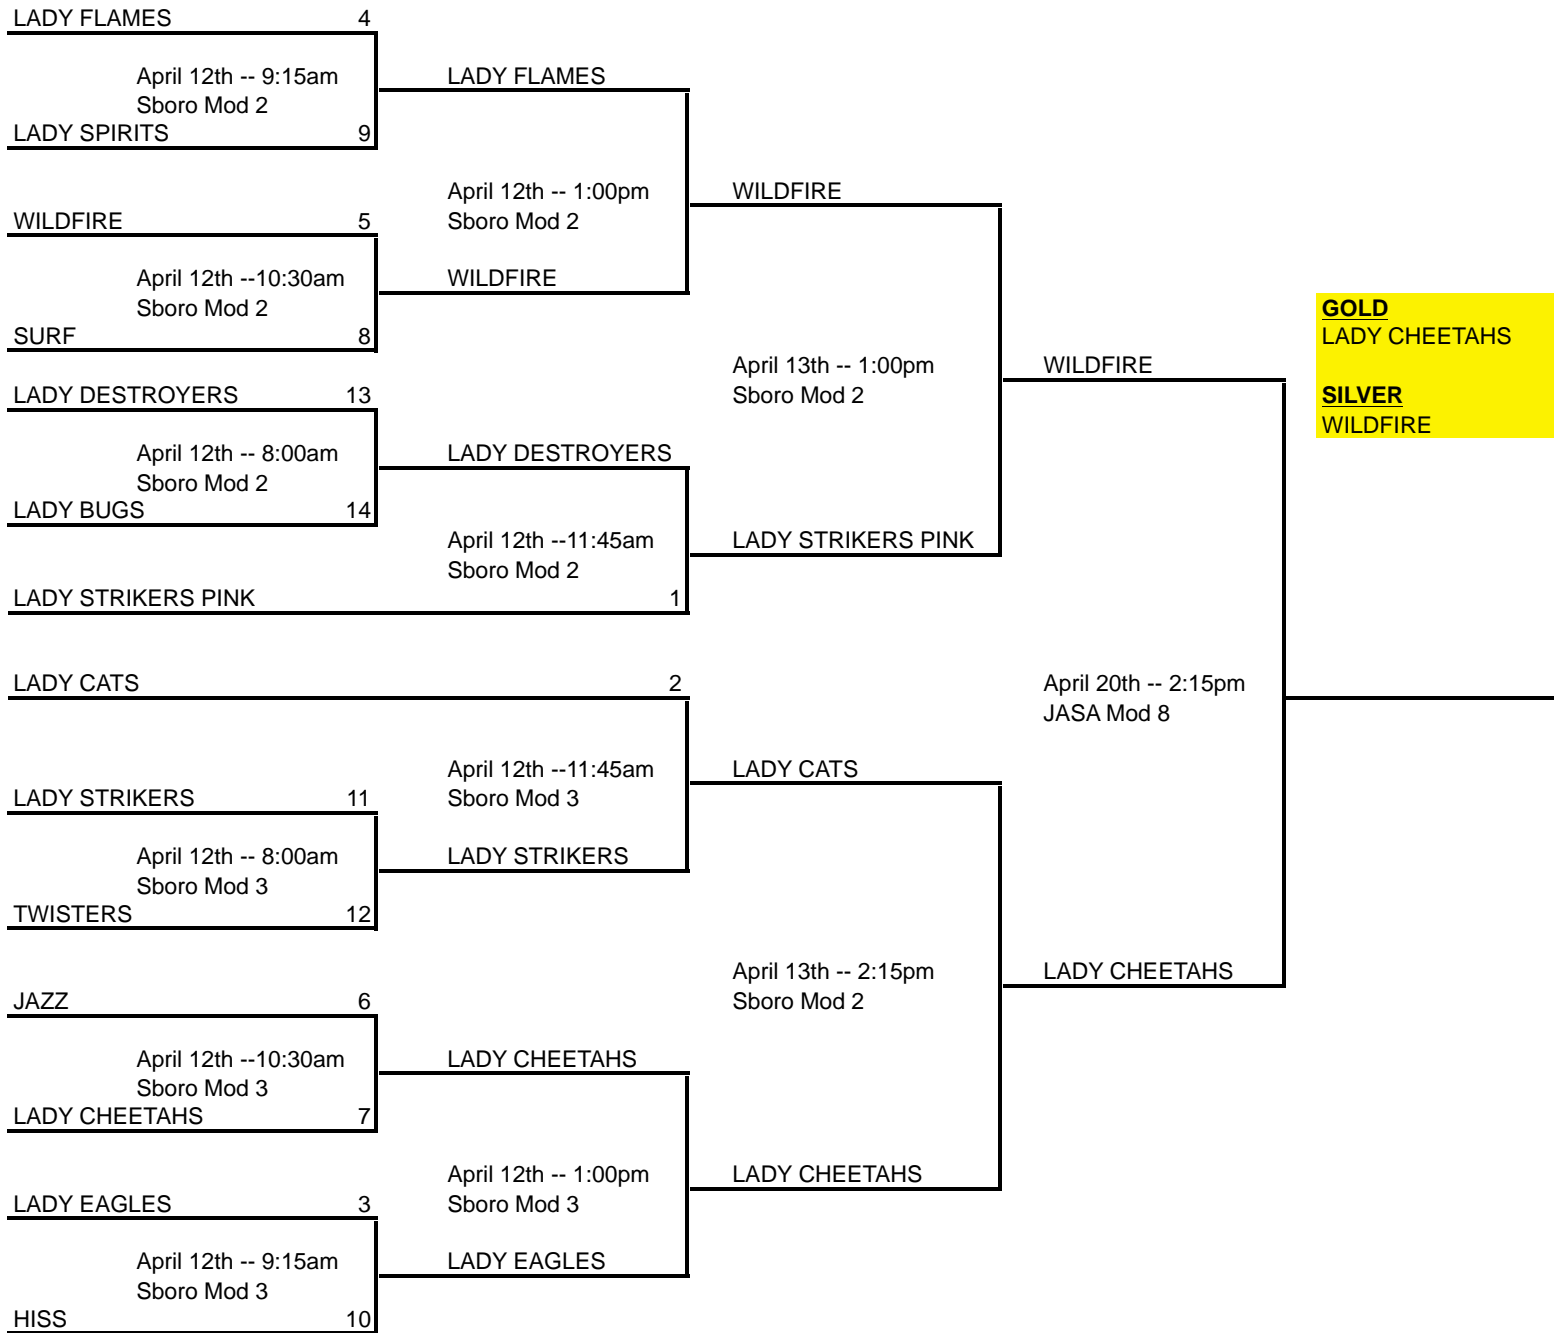 LADY FLAMES 4
April 12th -- 9:15am
Sboro Mod 2
LADY SPIRITS 9
WILDFIRE 5
April 12th --10:30am
Sboro Mod 2
SURF 8
LADY DESTROYERS 13
April 12th -- 8:00am
Sboro Mod 2
LADY BUGS 14
LADY STRIKERS PINK 1
LADY CATS 2
LADY STRIKERS 11
April 12th -- 8:00am
Sboro Mod 3
TWISTERS 12
JAZZ 6
April 12th --10:30am
Sboro Mod 3
LADY CHEETAHS 7
LADY EAGLES 3
April 12th -- 9:15am
Sboro Mod 3
HISS 10
LADY FLAMES
April 12th -- 1:00pm
Sboro Mod 2
WILDFIRE
LADY DESTROYERS
April 12th --11:45am
Sboro Mod 2
April 12th --11:45am
Sboro Mod 3
LADY STRIKERS
LADY CHEETAHS
April 12th -- 1:00pm
Sboro Mod 3
LADY EAGLES
WILDFIRE
April 13th -- 1:00pm
Sboro Mod 2
LADY STRIKERS PINK
LADY CATS
April 13th -- 2:15pm
Sboro Mod 2
LADY CHEETAHS
WILDFIRE
April 20th -- 2:15pm
JASA Mod 8
LADY CHEETAHS
GOLD
LADY CHEETAHS
SILVER
WILDFIRE